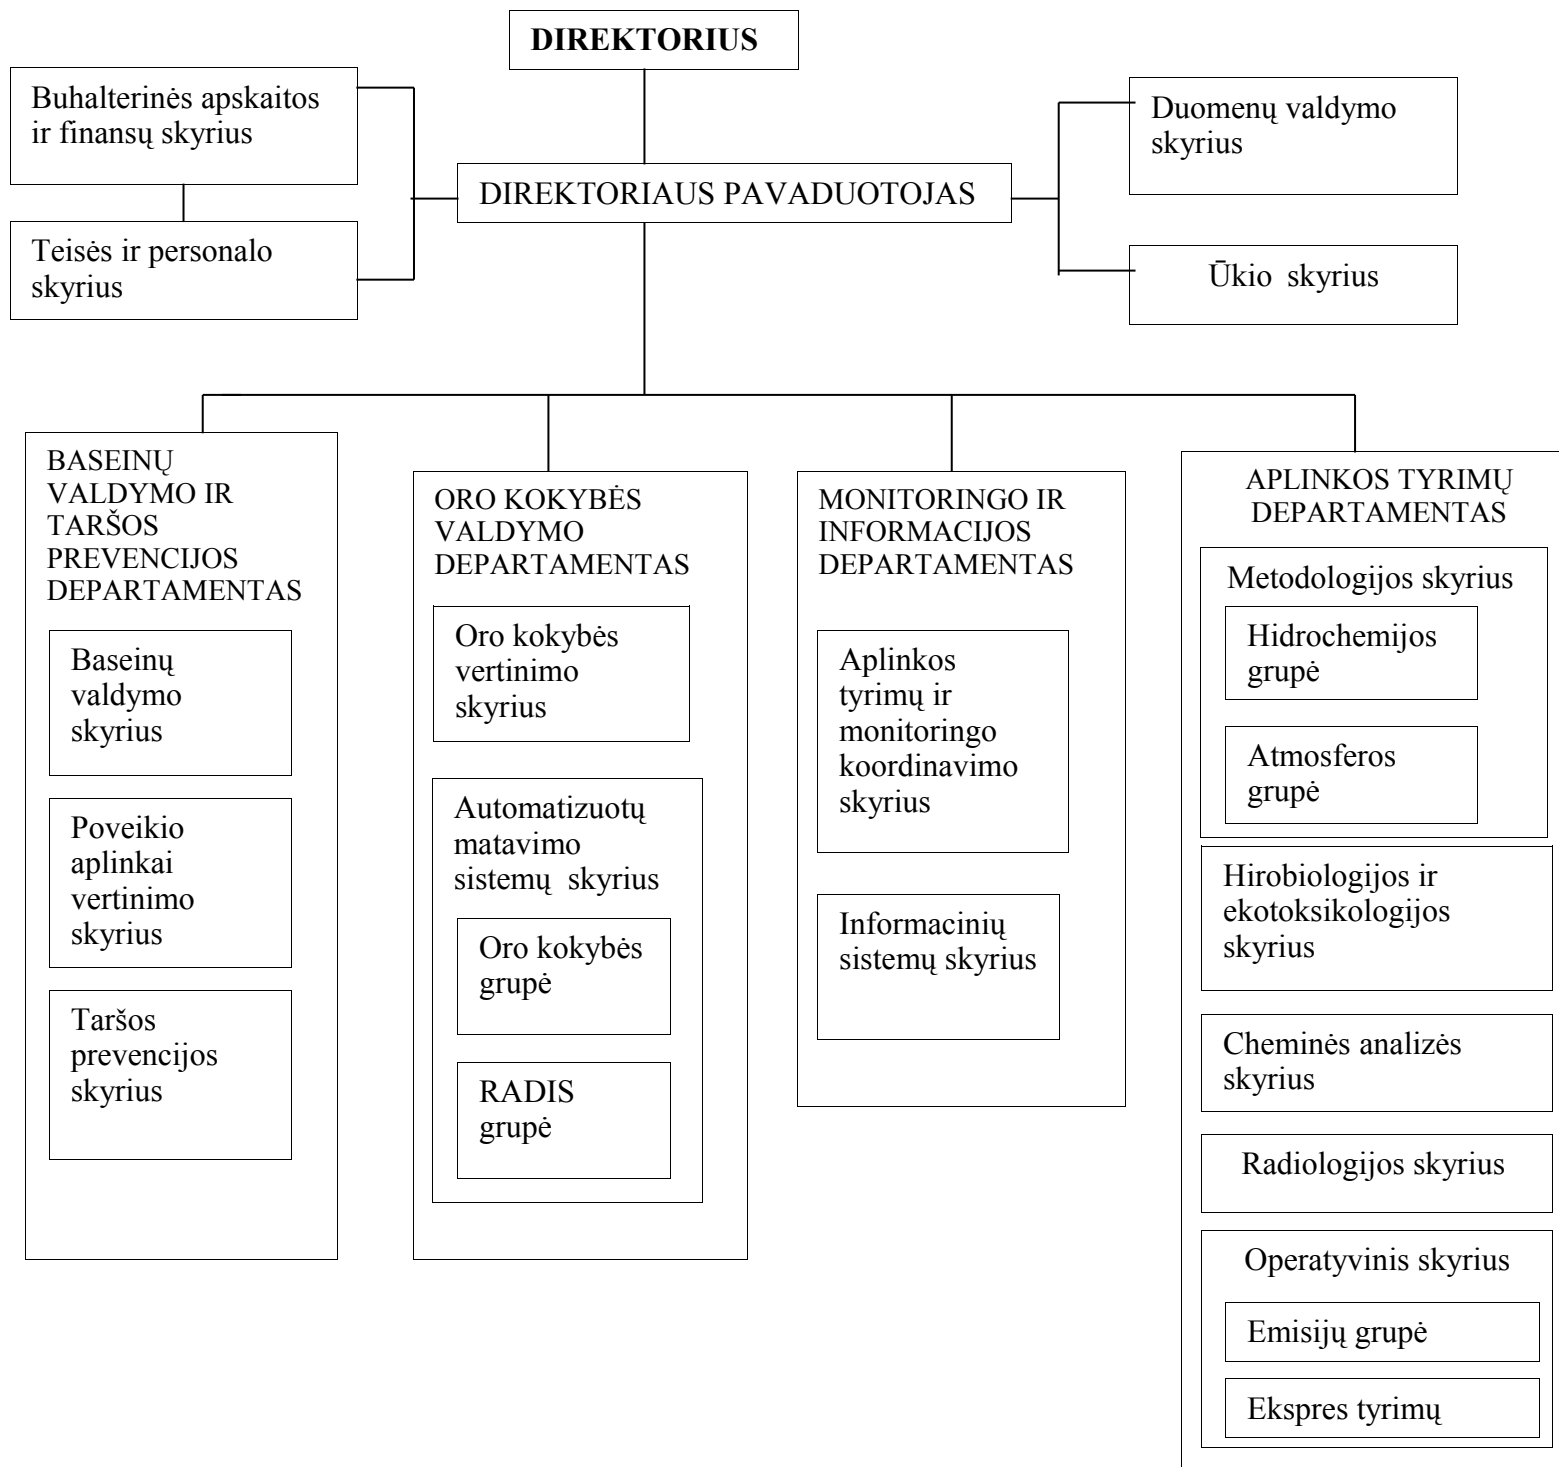 DIREKTORIUS
Buhalterinės apskaitos
ir finansų skyrius
Duomenų valdymo
skyrius
DIREKTORIAUS PAVADUOTOJAS
Teisės ir personalo
skyrius
Ūkio skyrius
BASEINŲ
VALDYMO IR
TARŠOS
PREVENCIJOS
DEPARTAMENTAS
Baseinų
valdymo
skyrius
Poveikio
aplinkai
vertinimo
skyrius
Taršos
prevencijos
skyrius
ORO KOKYBĖS
VALDYMO
DEPARTAMENTAS
Oro kokybės
vertinimo
skyrius
Automatizuotų
matavimo
sistemų skyrius
Oro kokybės
grupė
RADIS
grupė
MONITORINGO IR
INFORMACIJOS
DEPARTAMENTAS
Aplinkos
tyrimų ir
monitoringo
koordinavimo
skyrius
Informacinių
sistemų skyrius
APLINKOS TYRIMŲ
DEPARTAMENTAS
Metodologijos skyrius
Hidrochemijos
grupė
Atmosferos
grupė
Hirobiologijos ir
ekotoksikologijos
skyrius
Cheminės analizės
skyrius
Radiologijos skyrius
Operatyvinis skyrius
Emisijų grupė
Ekspres tyrimų